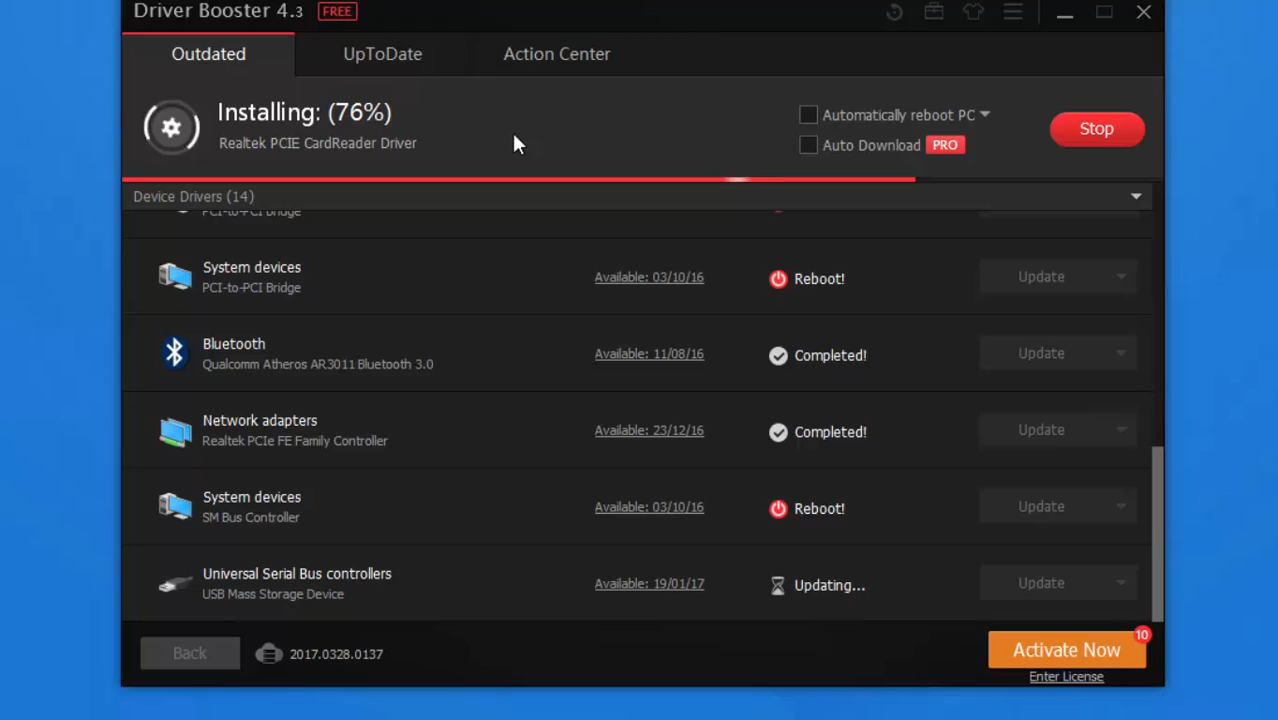 Driver Booster 4.3 FREE
Outdated UpToDate Action Center
Installing: (76%)
Realtek PCIE CardReader Driver
Automatically reboot PC
Auto Download PRO
Stop
Device Drivers (14)
PCI-to-PCI Bridge
System devices
PCI-to-PCI Bridge
Available: 03/10/16
Reboot!
Update
Bluetooth
Qualcomm Atheros AR3011 Bluetooth 3.0
Available: 11/08/16
Completed!
Update
Network adapters
Realtek PCIe FE Family Controller
Available: 23/12/16
Completed!
Update
System devices
SM Bus Controller
Available: 03/10/16
Reboot!
Update
Universal Serial Bus controllers
USB Mass Storage Device
Available: 19/01/17
Updating...
Update
Back
2017.0328.0137
10
Activate Now
Enter License